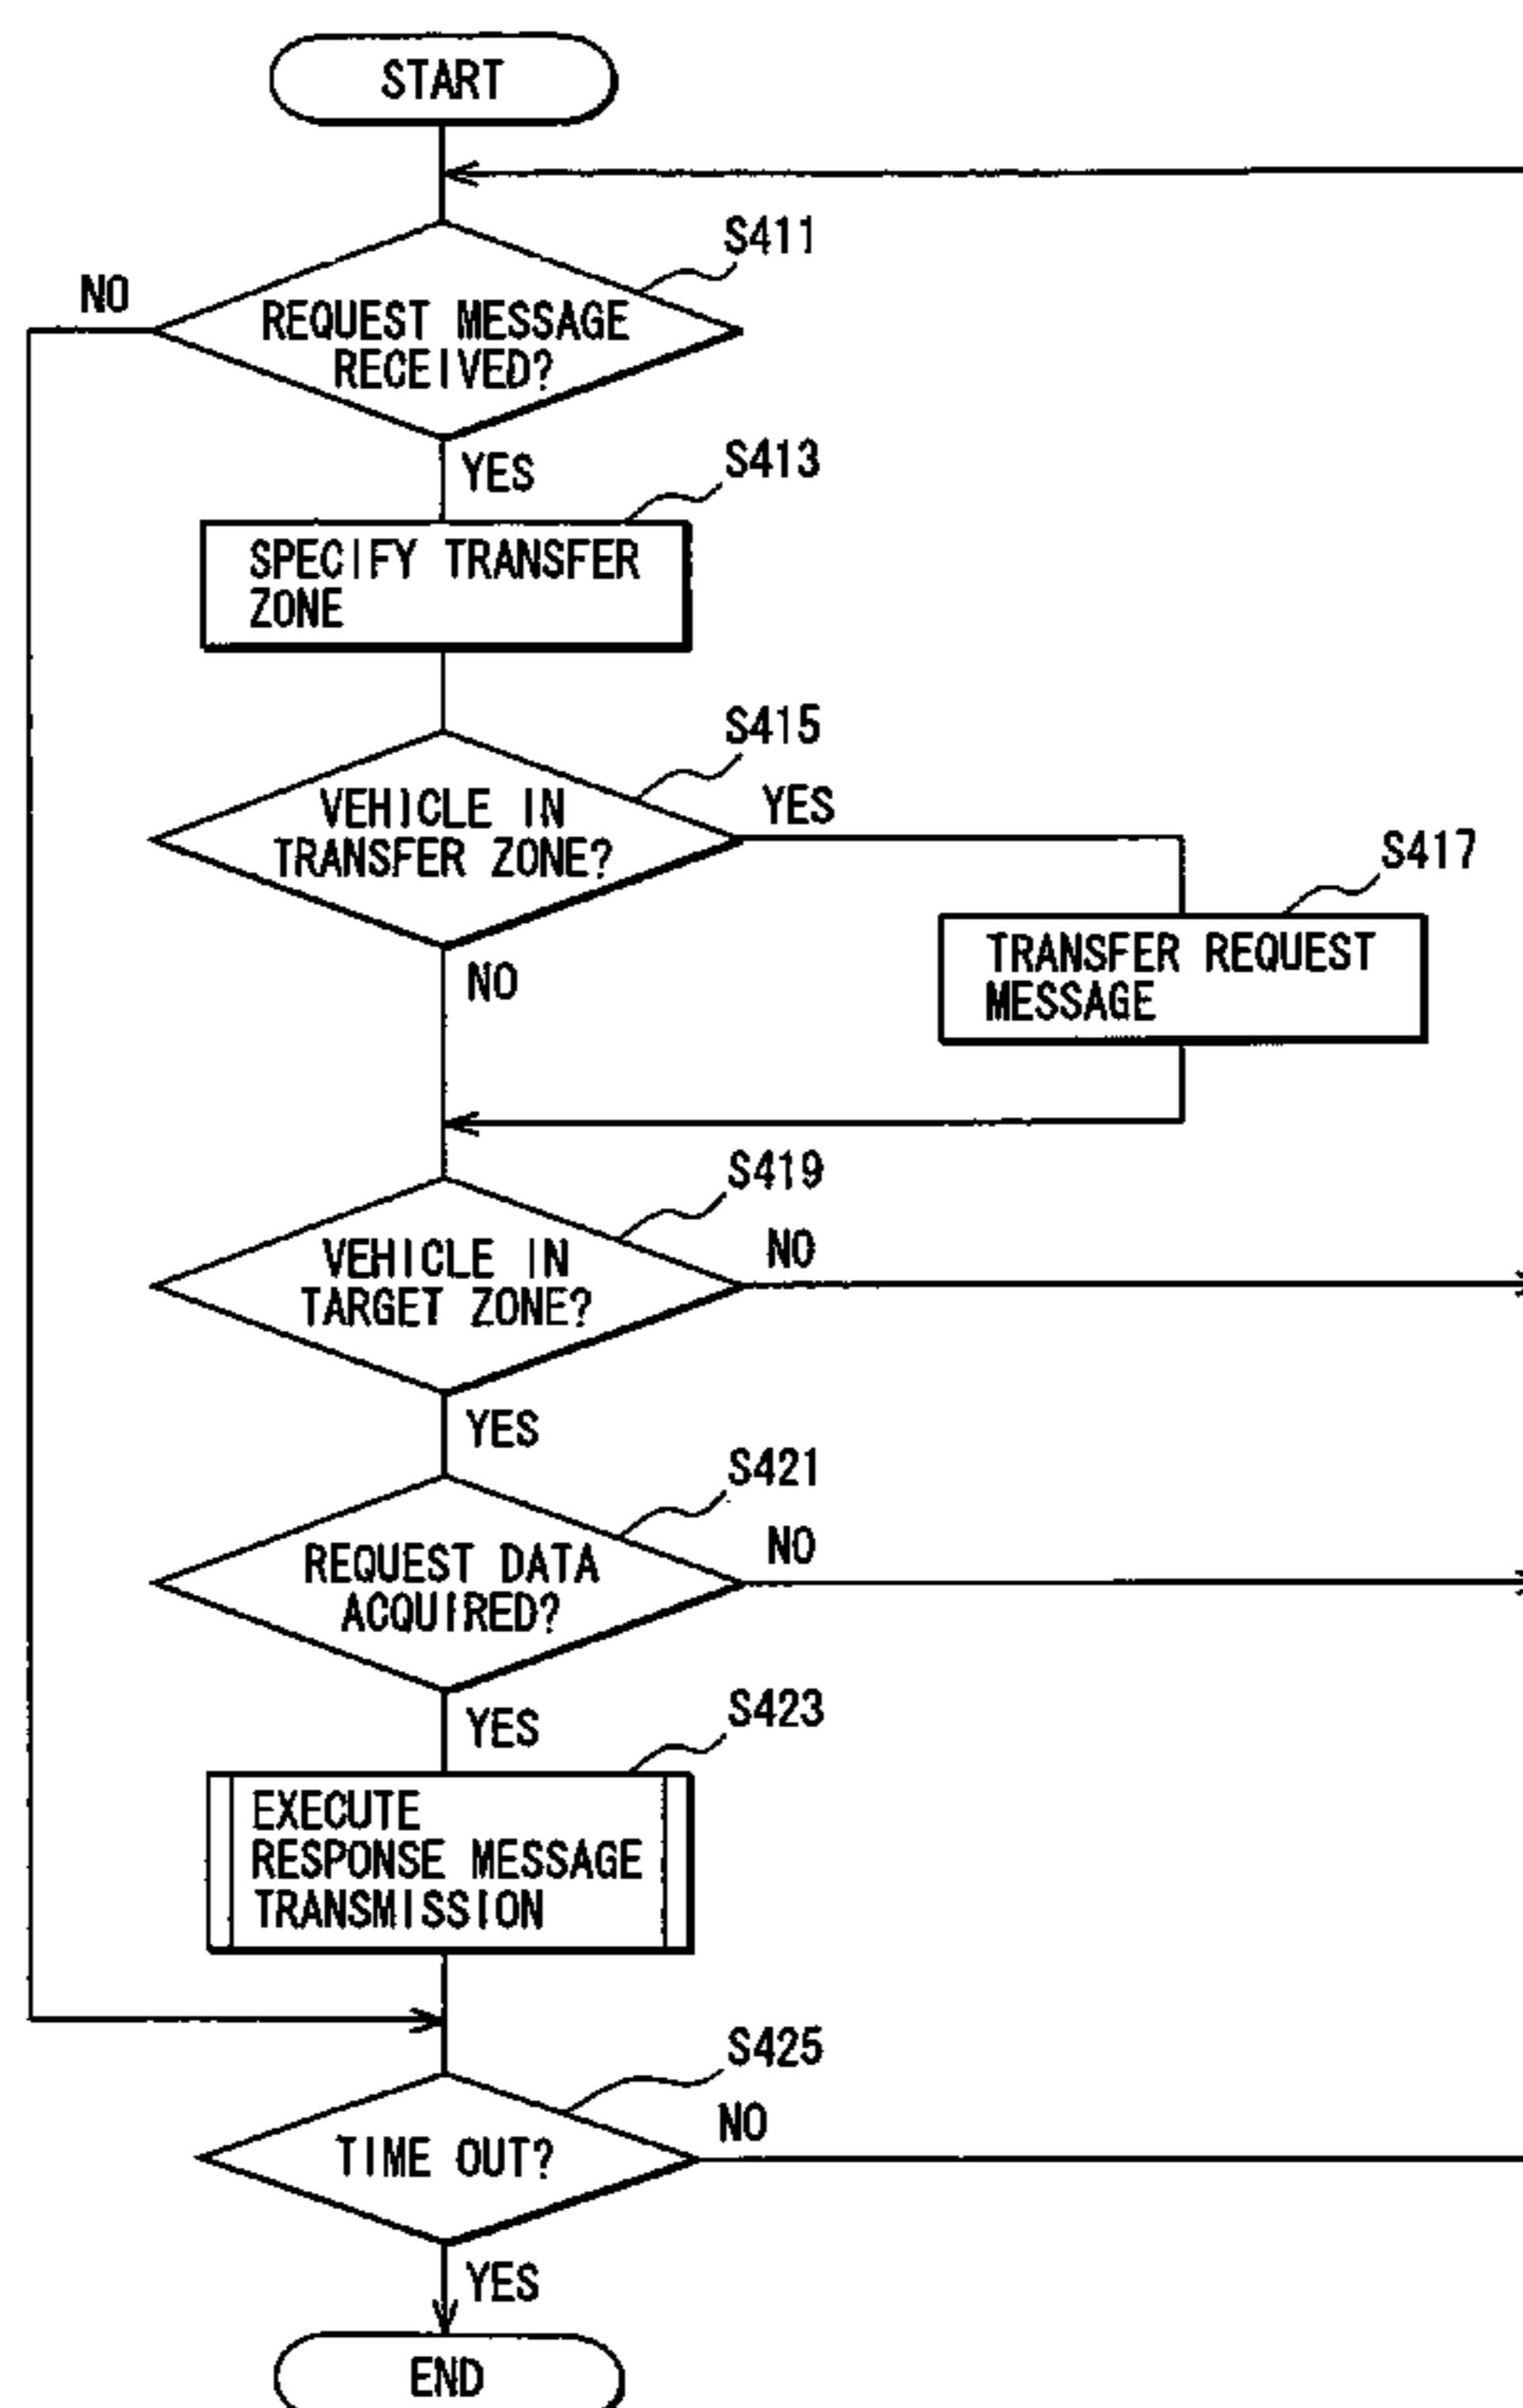 START
S411
NO
REQUEST MESSAGE
RECEIVED?
YES
S413
SPECIFY TRANSFER
ZONE
S415
VEHICLE IN
TRANSFER ZONE?
YES
S417
TRANSFER REQUEST
MESSAGE
NO
S419
VEHICLE IN
TARGET ZONE?
NO
YES
S421
REQUEST DATA
ACQUIRED?
NO
YES
S423
EXECUTE
RESPONSE MESSAGE
TRANSMISSION
S425
TIME OUT?
NO
YES
END